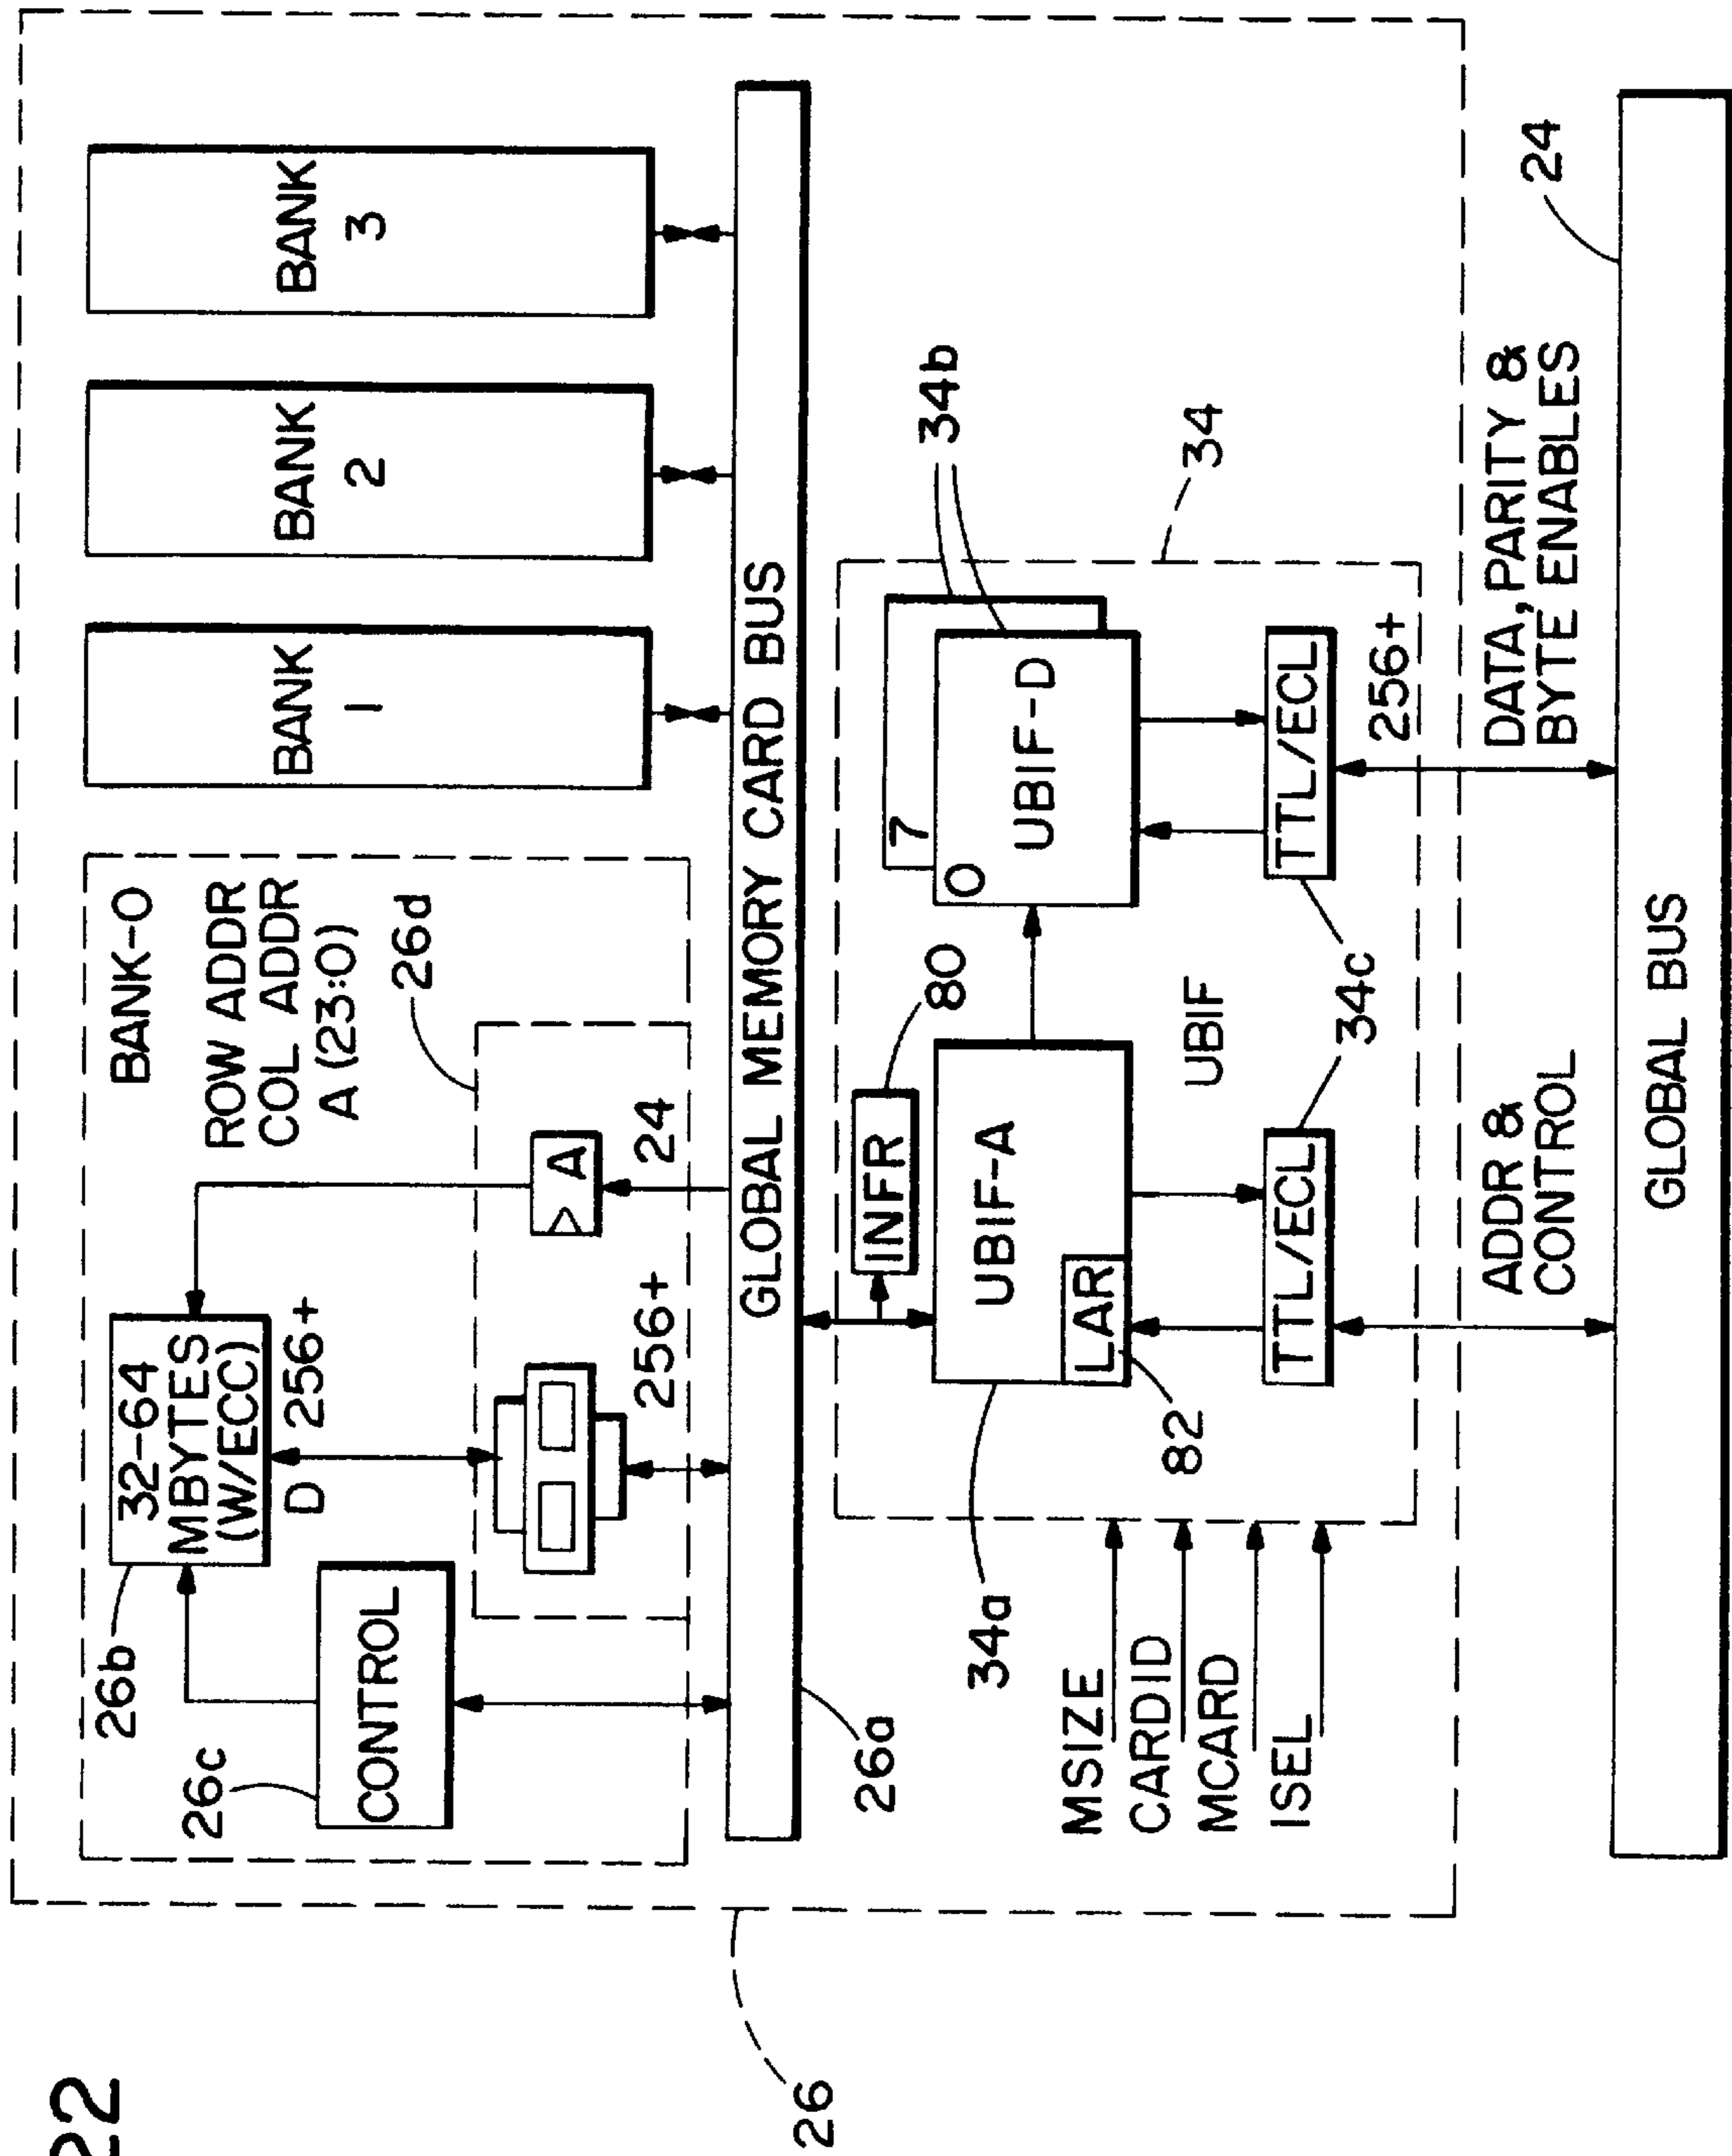 22
26
BANK-0
ROW ADDR
COL ADDR
A (23:0)
26d
26b
32-64
MBYTES
(W/ECC)
D
256+
26c
CONTROL
A
24
256+
BANK
1
BANK
2
BANK
3
GLOBAL MEMORY CARD BUS
26a
INFR
80
34b
34
34a
UBIF-A
LAR
82
7
0
UBIF-D
UBIF
MSIZE
CARDID
MCARD
ISEL
TTL/ECL
34c
TTL/ECL
256+
ADDR &
CONTROL
DATA, PARITY &
BYTE ENABLES
24
GLOBAL BUS